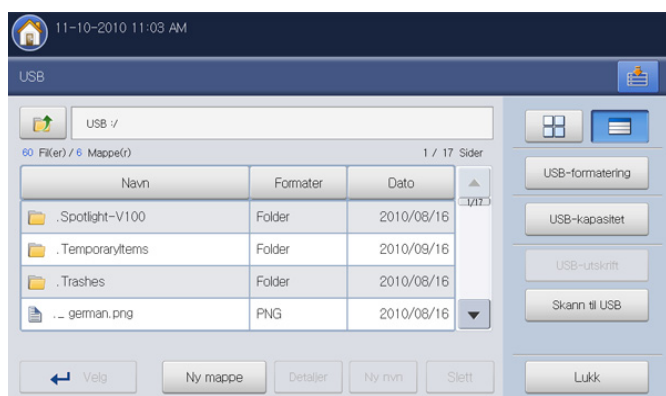 11-10-2010 11:03 AM
USB
USB :/
60 Fil(er) / 6 Mappe(r)
1 / 17 Sider
Navn Formater Dato
1/17
.Spotlight-V100 Folder 2010/08/16
.TemporaryItems Folder 2010/09/16
.Trashes Folder 2010/08/16
._ german.png PNG 2010/08/16
Velg
Ny mappe
Detaljer
Ny nvn
Slett
USB-formatering
USB-kapasitet
USB-utskrift
Skann til USB
Lukk